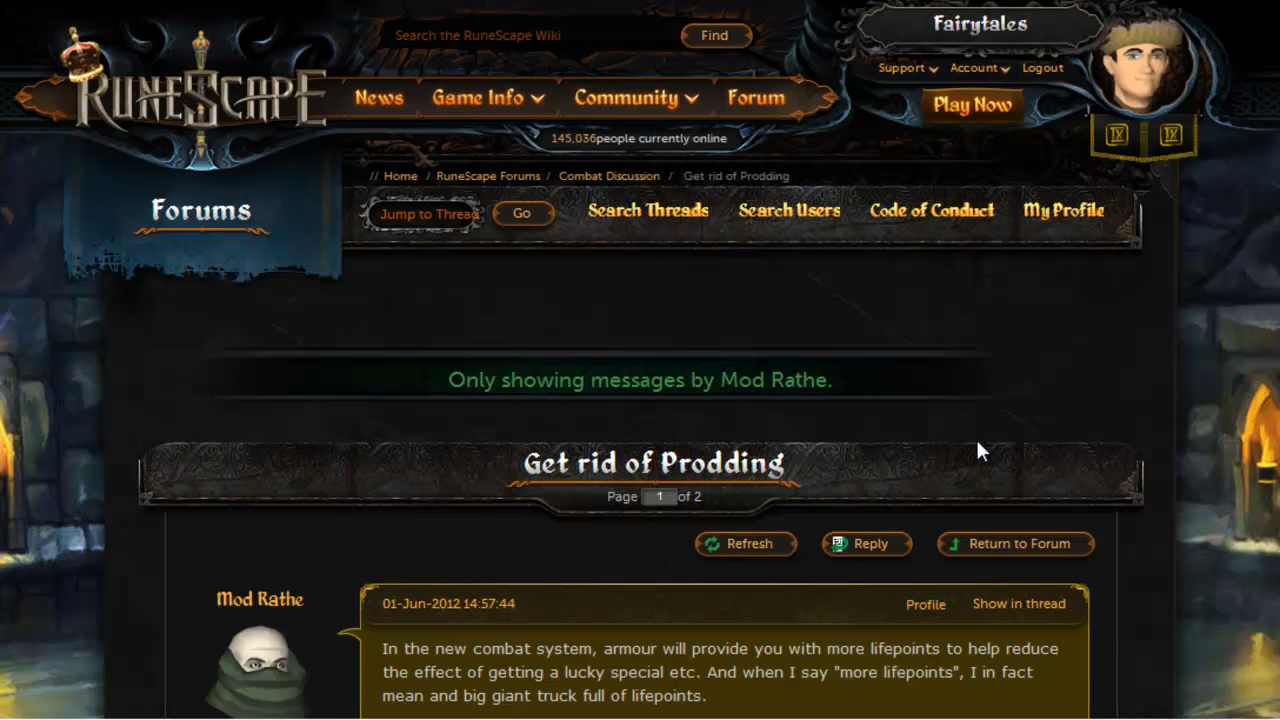 Fairytales
Search the RuneScape Wiki
Find
Support
Account
Logout
RUNESCAPE
News
Game Info
Community
Forum
Play Now
IX
IX
145,036people currently online
// Home / RuneScape Forums / Combat Discussion / Get rid of Prodding
Forums
Jump to Thread
Go
Search Threads
Search Users
Code of Conduct
My Profile
Only showing messages by Mod Rathe.
Get rid of Prodding
Page 1 of 2
Refresh
Reply
Return to Forum
Mod Rathe
01-Jun-2012 14:57:44
Profile
Show in thread
In the new combat system, armour will provide you with more lifepoints to help reduce
the effect of getting a lucky special etc. And when I say "more lifepoints", I in fact
mean and big giant truck full of lifepoints.